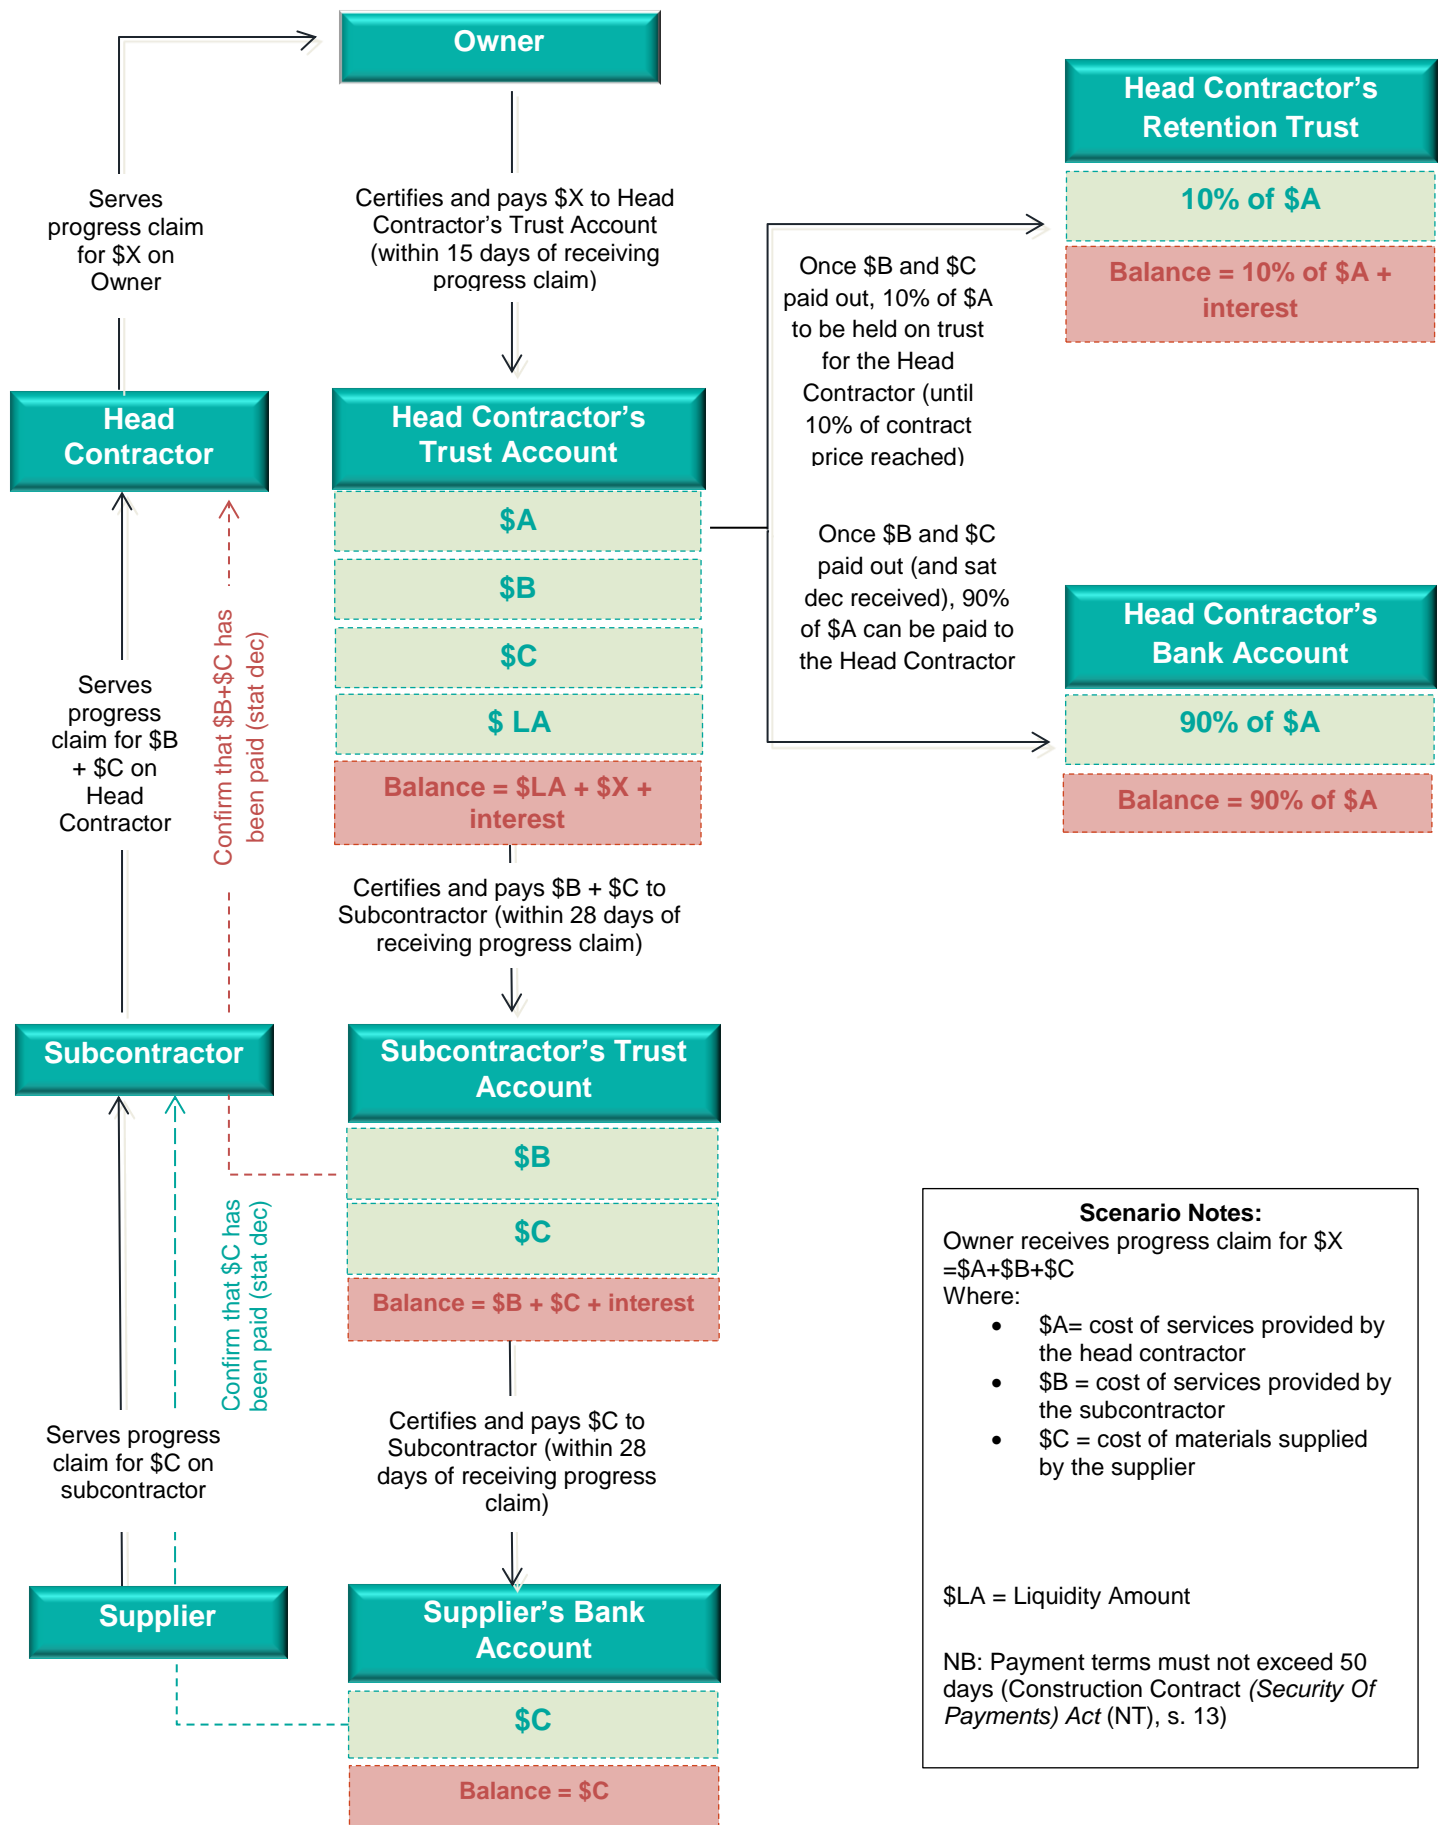 Owner
Serves
progress claim
for $X on
Owner
Certifies and pays $X to Head
Contractor's Trust Account
(within 15 days of receiving
progress claim)
Head Contractor's
Retention Trust
10% of $A
Balance = 10% of $A +
interest
Once $B and $C
paid out, 10% of $A
to be held on trust
for the Head
Contractor (until
10% of contract
price reached)
Head
Contractor
Head Contractor's
Trust Account
$A
$B
$C
$ LA
Balance = $LA + $X +
interest
Once $B and $C
paid out (and sat
dec received), 90%
of $A can be paid to
the Head Contractor
Head Contractor's
Bank Account
90% of $A
Balance = 90% of $A
Serves
progress
claim for $B
+ $C on
Head
Contractor
Confirm that $B+$C has
been paid (stat dec)
Certifies and pays $B + $C to
Subcontractor (within 28 days of
receiving progress claim)
Subcontractor
Subcontractor's Trust
Account
$B
$C
Balance = $B + $C + interest
Confirm that $C has
been paid (stat dec)
Serves progress
claim for $C on
subcontractor
Certifies and pays $C to
Subcontractor (within 28
days of receiving progress
claim)
Supplier
Supplier's Bank
Account
$C
Balance = $C
Scenario Notes:
Owner receives progress claim for $X
=$A+$B+$C
Where:
• $A= cost of services provided by
the head contractor
• $B = cost of services provided by
the subcontractor
• $C = cost of materials supplied
by the supplier
$LA = Liquidity Amount
NB: Payment terms must not exceed 50
days (Construction Contract (Security Of
Payments) Act (NT), s. 13)